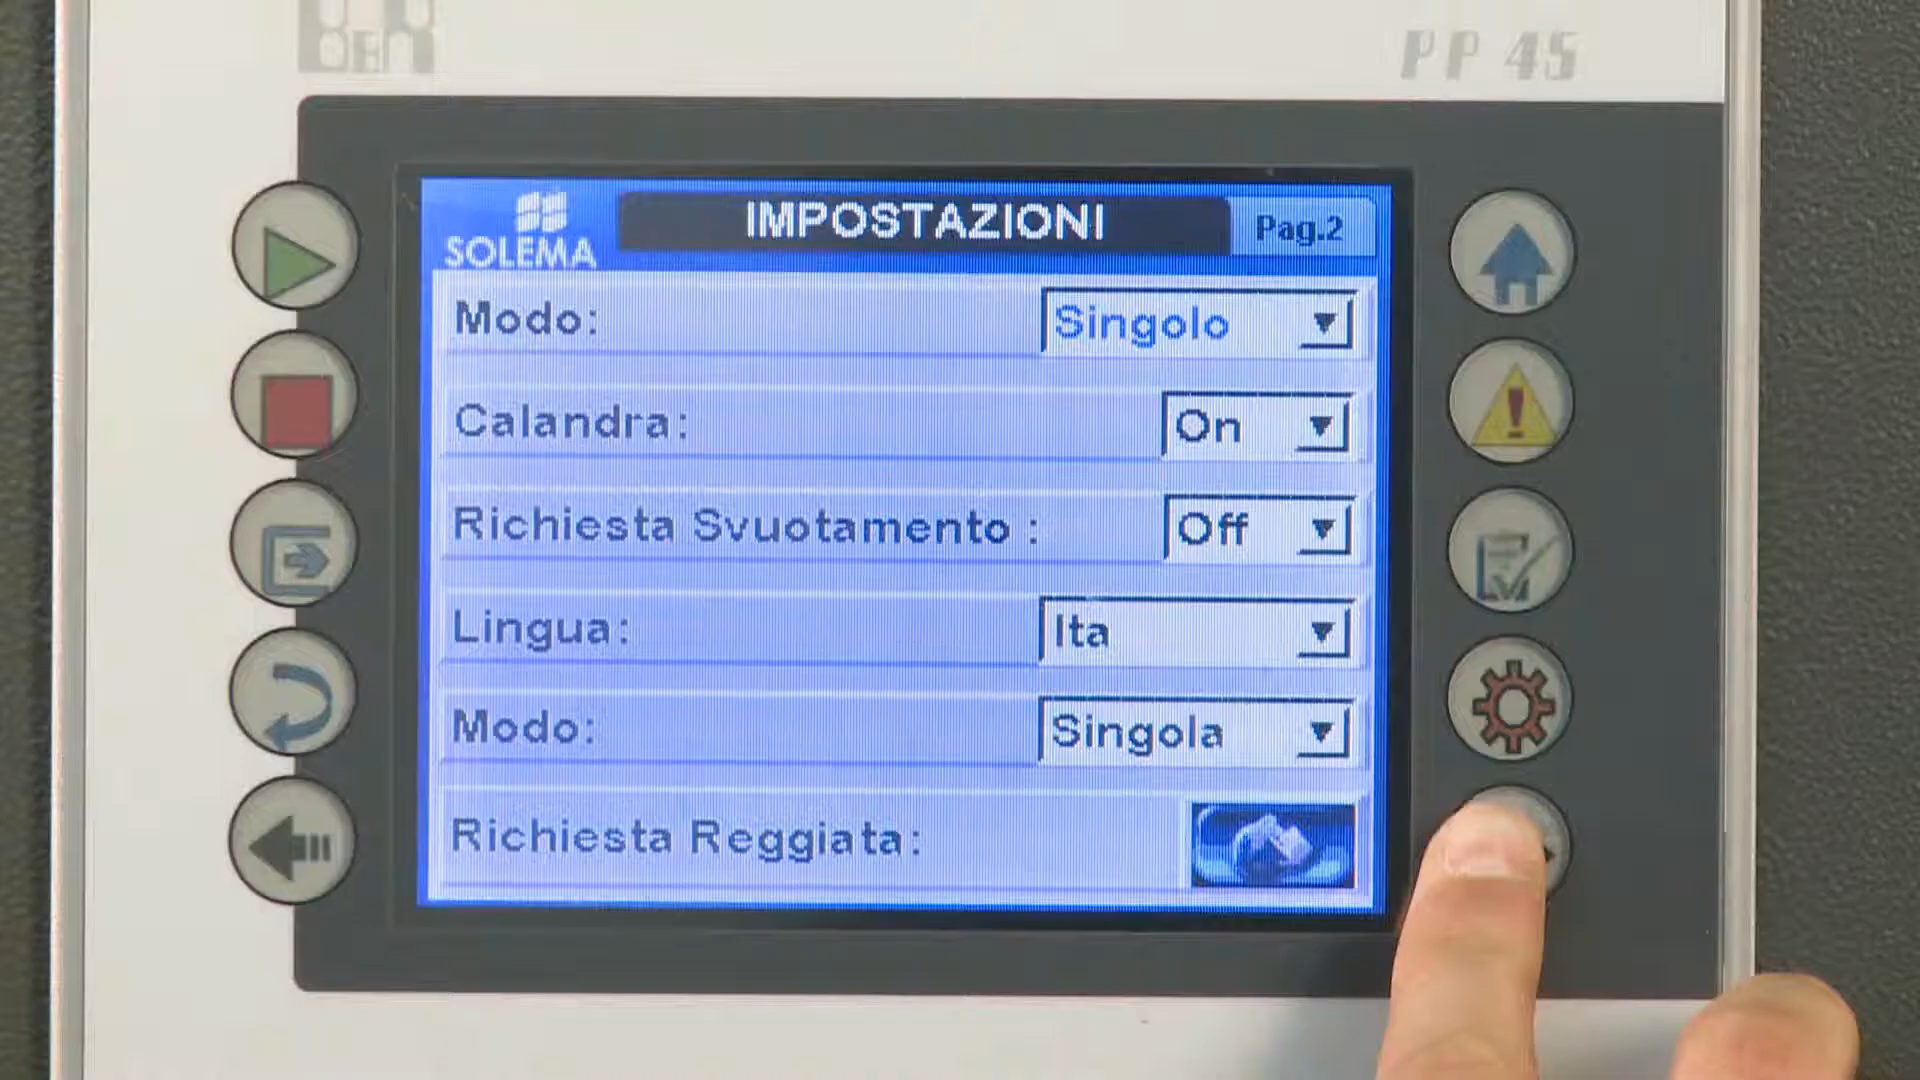 PP 45
SOLEMA
IMPOSTAZIONI
Pag.2
Modo:
Singolo
Calandra:
On
Richiesta Svuotamento :
Off
Lingua:
Ita
Modo:
Singola
Richiesta Reggiata: